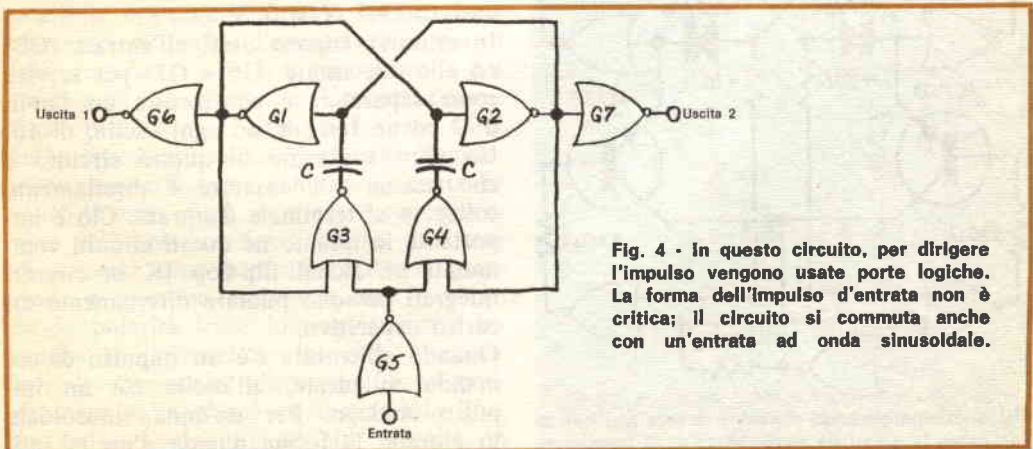 Uscita 1
G6
G1
G2
G7
Uscita 2
C
C
G3
G4
G5
Entrata
Fig. 4 - In questo circuito, per dirigere
l'impulso vengono usate porte logiche.
La forma dell'impulso d'entrata non è
critica; il circuito si commuta anche
con un'entrata ad onda sinusoidale.